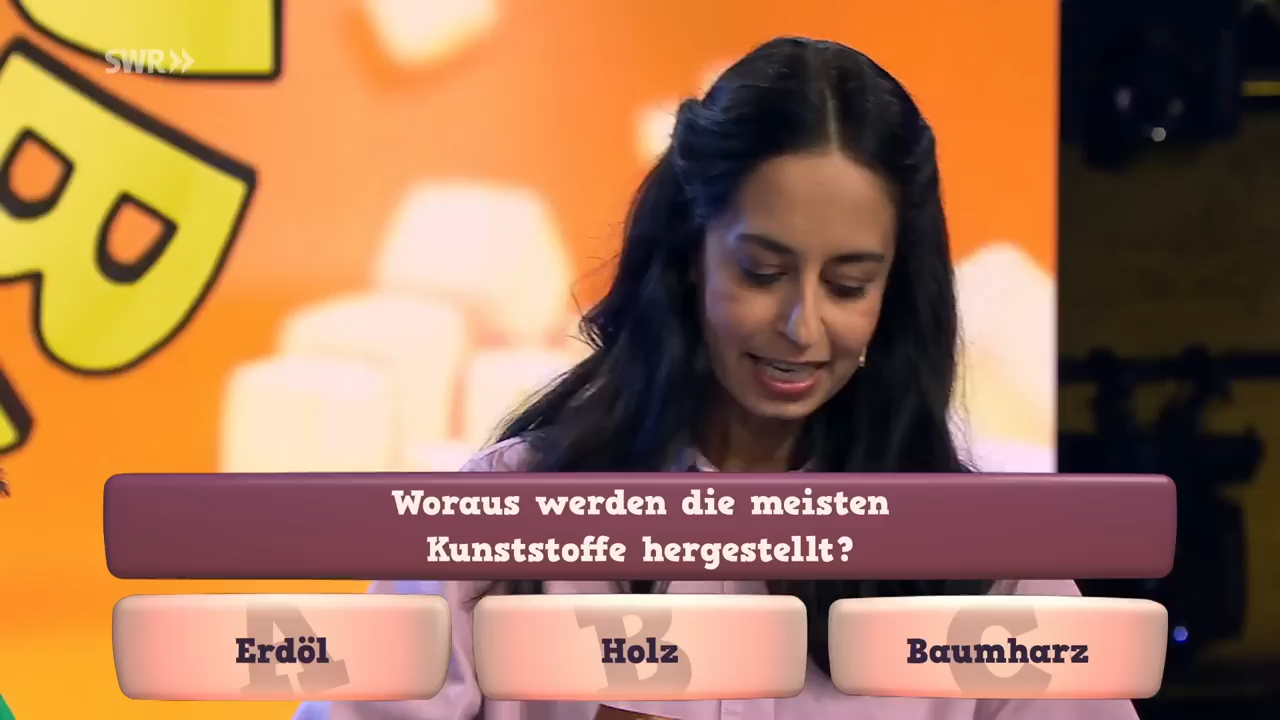 SWR»
B
Woraus werden die meisten
Kunststoffe hergestellt?
A Erdöl
B Holz
C Baumharz